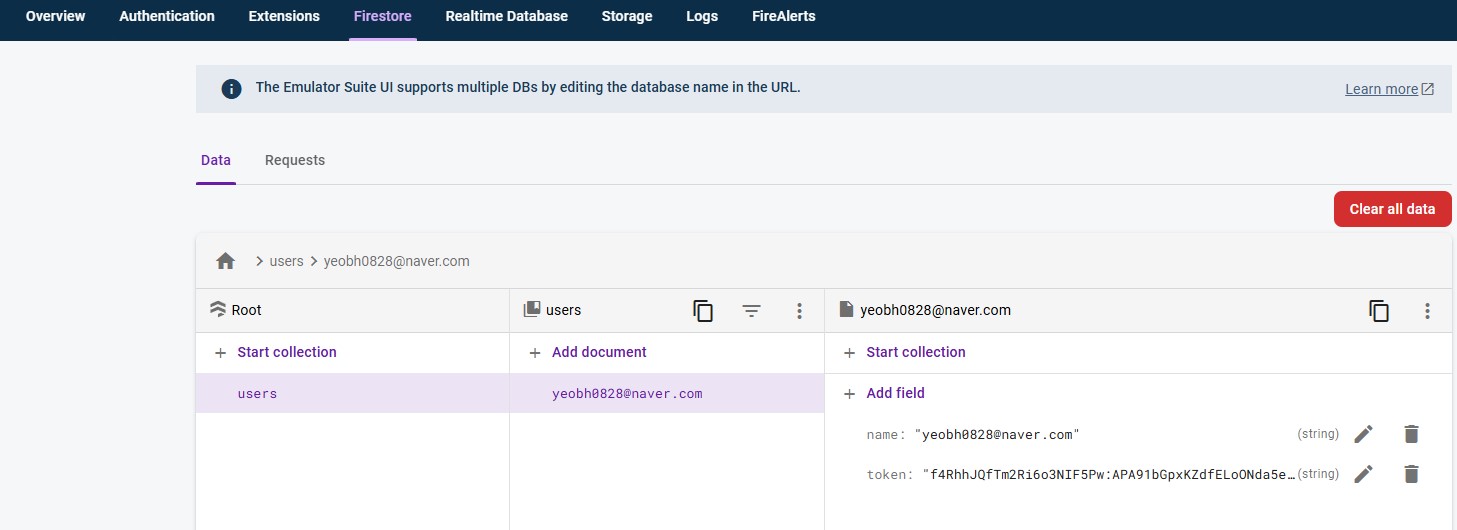 Overview Authentication Extensions Firestore Realtime Database Storage Logs FireAlerts
The Emulator Suite UI supports multiple DBs by editing the database name in the URL. Learn more
Data Requests
Clear all data
users yeobh0828@naver.com
Root users yeobh0828@naver.com
+ Start collection + Add document + Start collection
users yeobh0828@naver.com + Add field
name: "yeobh0828@naver.com" (string)
token: "f4RhhJQfTm2Ri6o3NIF5Pw:APA91bGpxKZdfELoONda5e… (string)